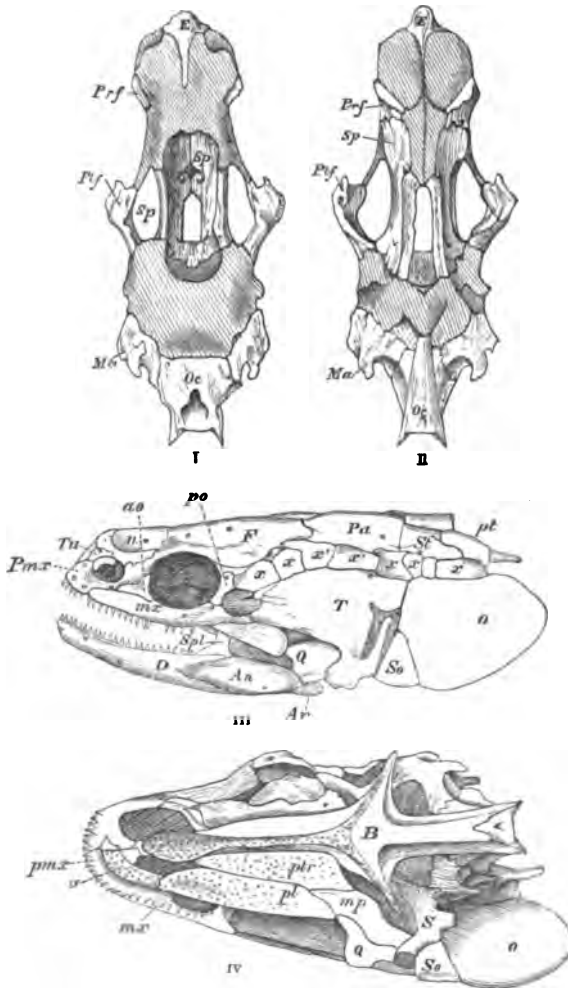 E
Prf
Ptf
sp
sp
Ma
Oc
I
E
Prf
sp
Ptf
Ma
Oc
II
ao
po
Tu
n
F
Pa
St
pt
Pmx
x
x
x'
x'
x
x
x'
mx
T
O
Spl
Q
So
D
An
Ar
III
B
pmx
ptr
pl
mp
mx
S
Q
So
O
IV